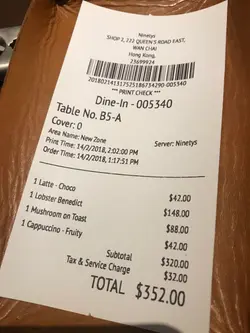 Ninetys
SHOP 2, 222 QUEEN'S ROAD EAST,
WAN CHAI
Hong Kong,
23699924
20180214131752518673429O-005340
*** PRINT CHECK ***
Dine-In - 005340
Table No. B5-A
Cover: 0
Area Name: New Zone
Server: Ninetys
Print Time: 14/2/2018, 2:02:00 PM
Order Time: 14/2/2018, 1:17:51 PM
1 Latte - Choco $42.00
1 Lobster Benedict $148.00
1 Mushroom on Toast $88.00
1 Cappuccino - Fruity $42.00
Subtotal $320.00
Tax & Service Charge $32.00
TOTAL $352.00